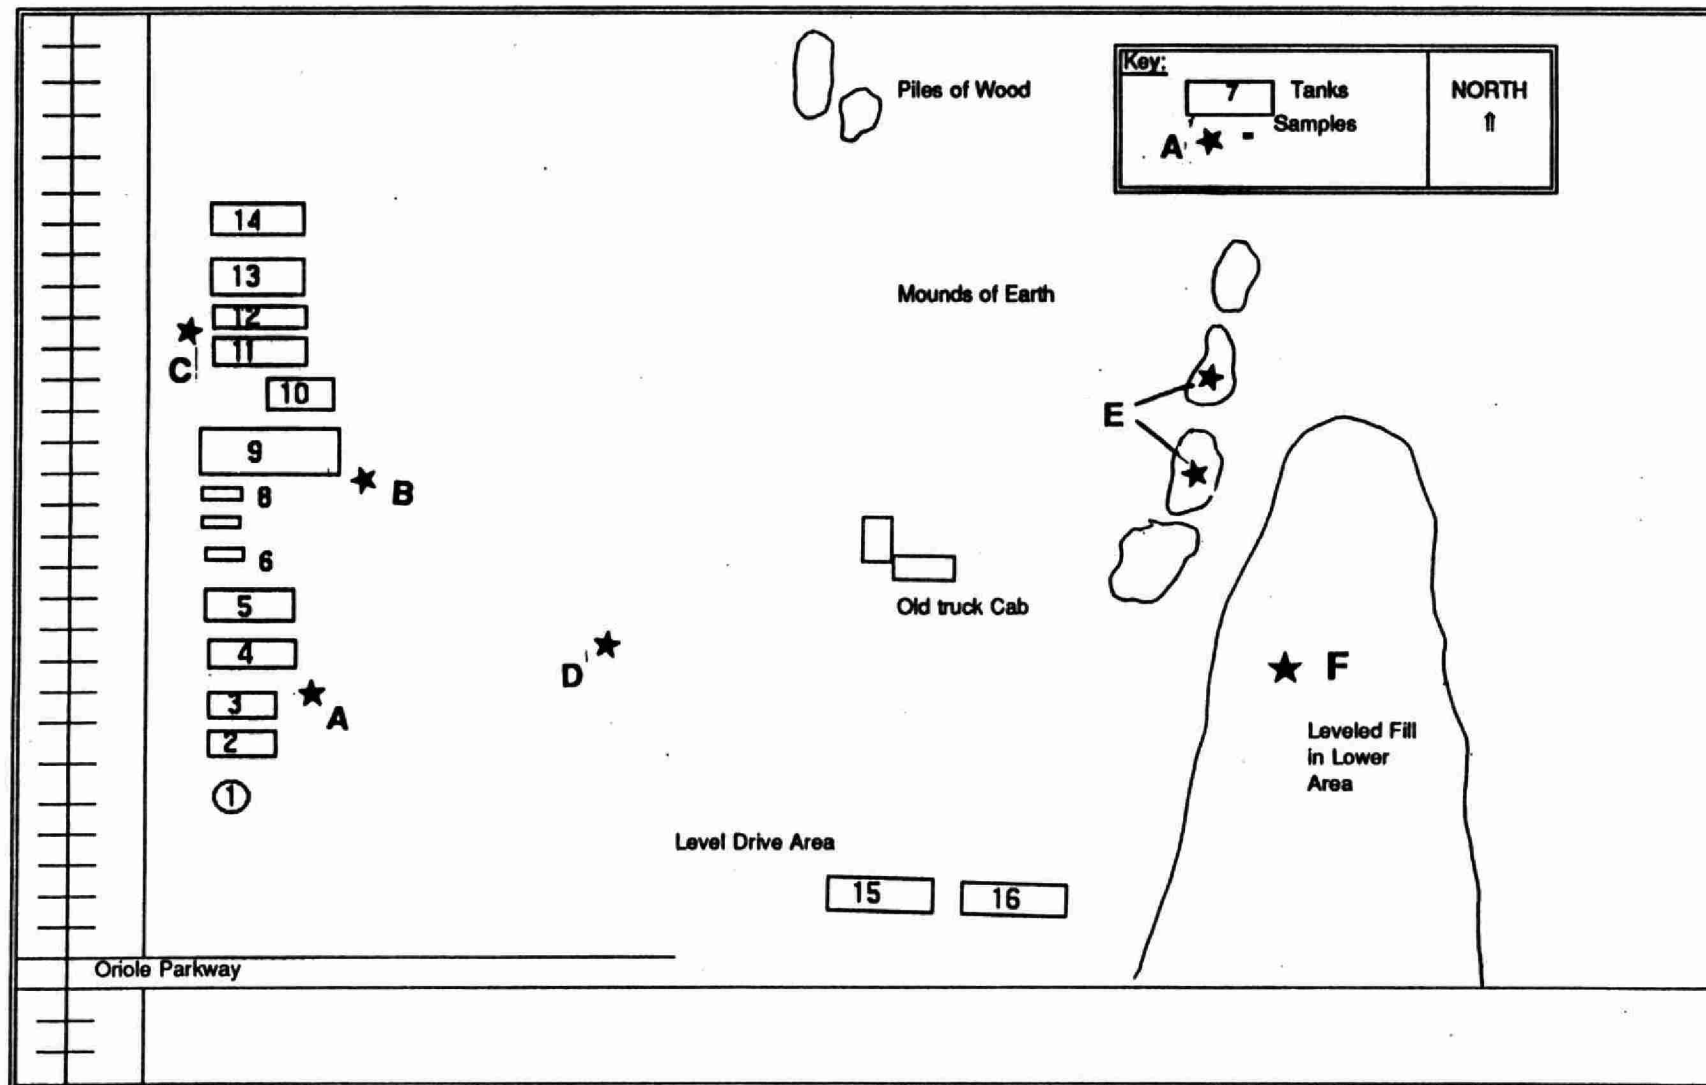 Key:
7 Tanks
A - Samples
NORTH
⇑
Piles of Wood
14
13
Mounds of Earth
12
C
11
10
E
9
B
8
6
5
Old truck Cab
4
D
F
3
A
2
Leveled Fill
in Lower
Area
1
Level Drive Area
15
16
Oriole Parkway